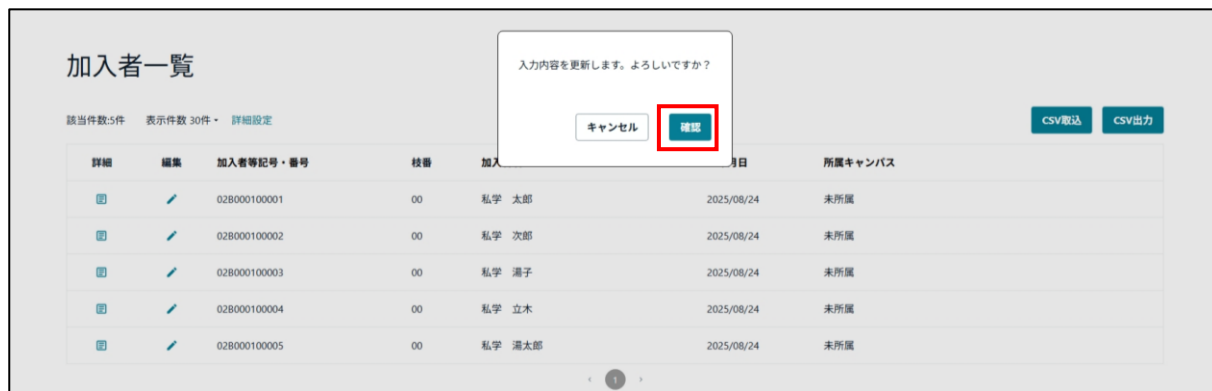 加入者一覧
入力内容を更新します。よろしいですか？
キャンセル 確認
該当件数:5件 表示件数 30件 詳細設定 CSV取込 CSV出力
詳細 編集 加入者等記号・番号 枝番 加入 月日 所属キャンパス
02B000100001 00 私学 太郎 2025/08/24 未所属
02B000100002 00 私学 次郎 2025/08/24 未所属
02B000100003 00 私学 湯子 2025/08/24 未所属
02B000100004 00 私学 立木 2025/08/24 未所属
02B000100005 00 私学 湯太郎 2025/08/24 未所属
‹ 1 ›